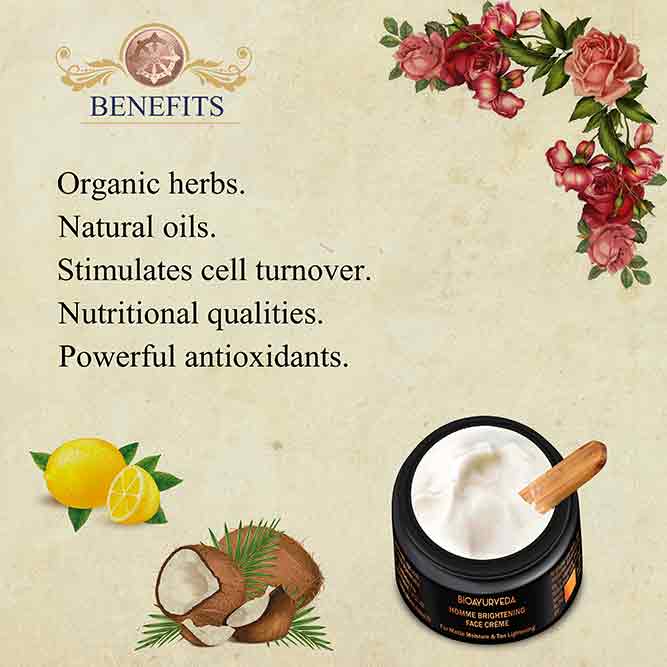 BENEFITS
Organic herbs.
Natural oils.
Stimulates cell turnover.
Nutritional qualities.
Powerful antioxidants.
BIOAYURVEDA
HOMME BRIGHTENING
FACE CRÈME
For Matte Moisture & Tan Lightening